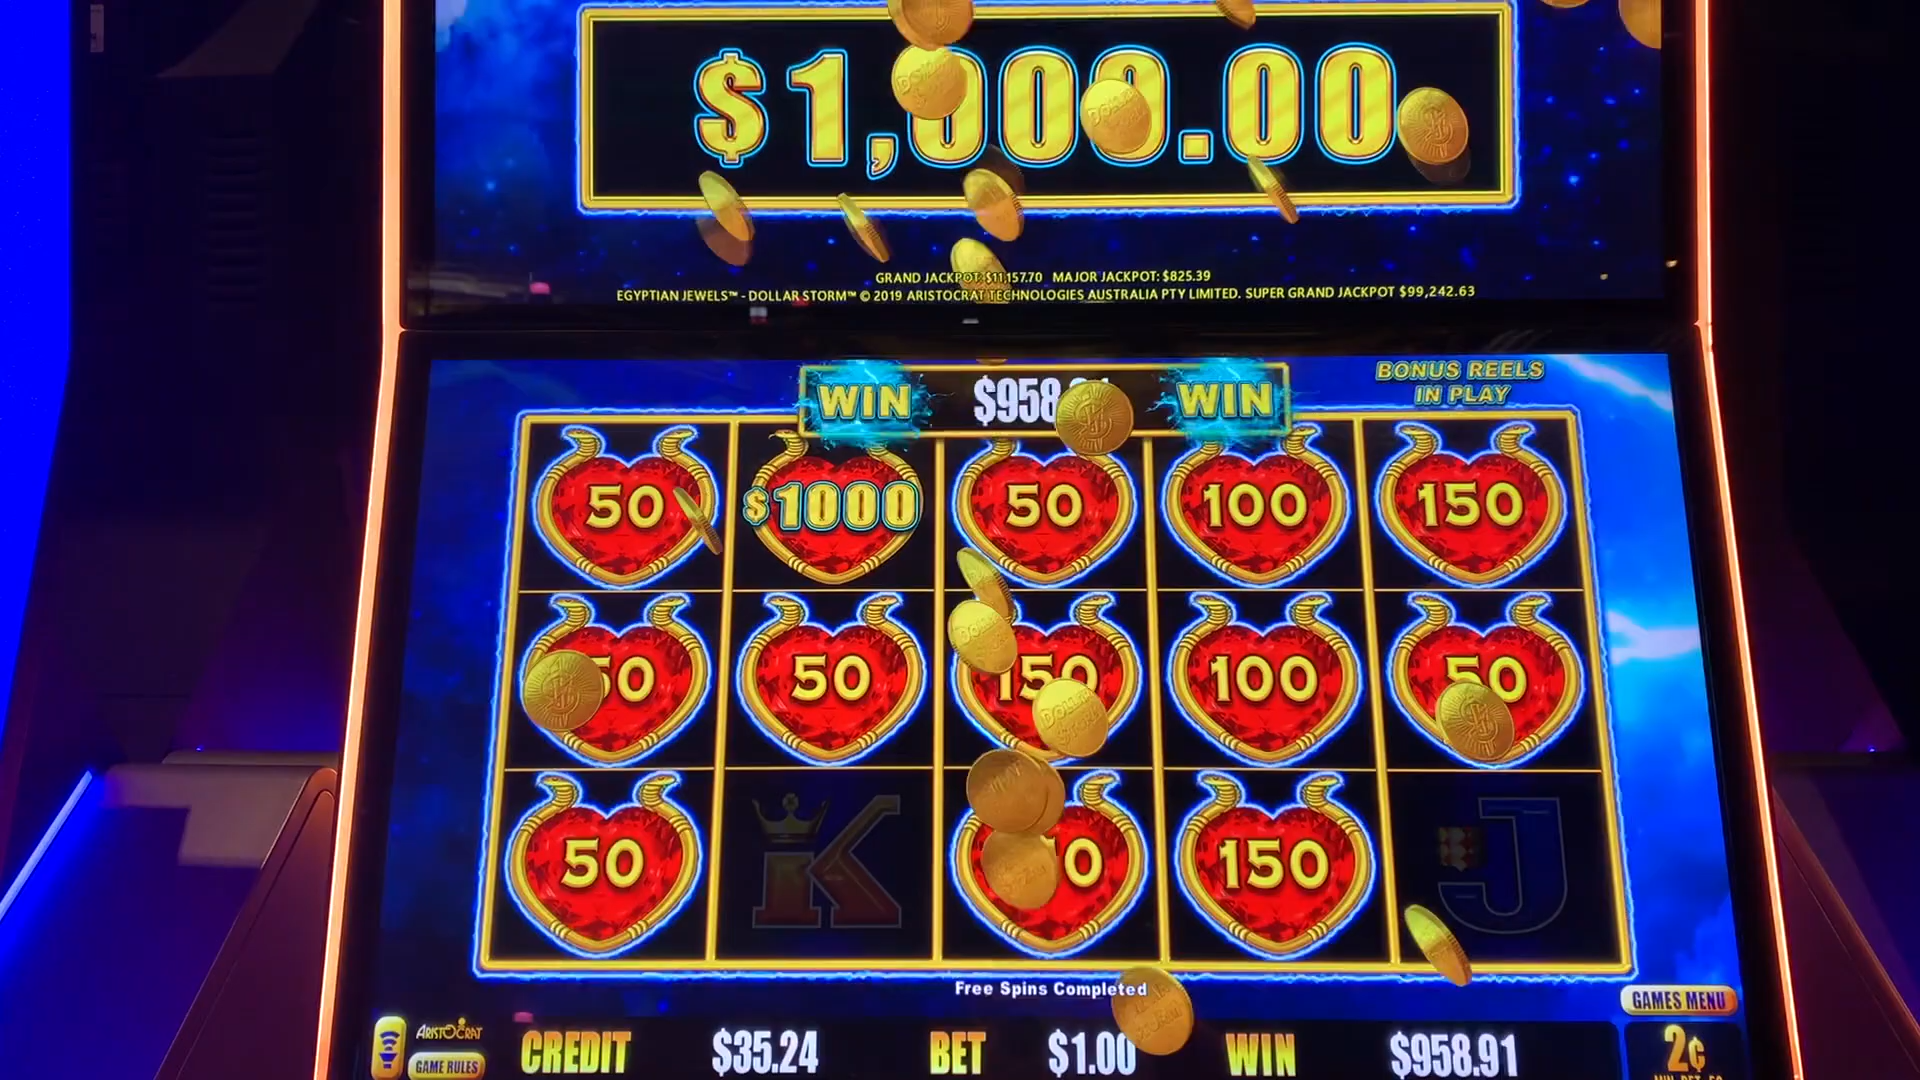 $1,000.00
GRAND JACKPOT: $11,157.70 MAJOR JACKPOT: $825.39
EGYPTIAN JEWELS™ - DOLLAR STORM™ © 2019 ARISTOCRAT TECHNOLOGIES AUSTRALIA PTY LIMITED. SUPER GRAND JACKPOT $99,242.63
WIN $958 WIN
BONUS REELS
IN PLAY
50 $1000 50 100 150
50 50 150 100 50
50 K 150 J
Free Spins Completed
GAMES MENU
ARISTOCRAT
GAME RULES
CREDIT $35.24 BET $1.00 WIN $958.91
2¢